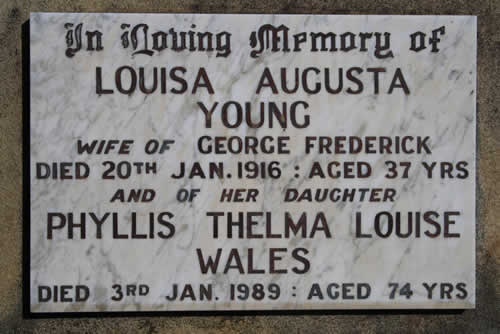 In Loving Memory of
LOUISA AUGUSTA
YOUNG
WIFE OF GEORGE FREDERICK
DIED 20TH JAN. 1916 : AGED 37 YRS
AND OF HER DAUGHTER
PHYLLIS THELMA LOUISE
WALES
DIED 3RD JAN. 1989 : AGED 74 YRS